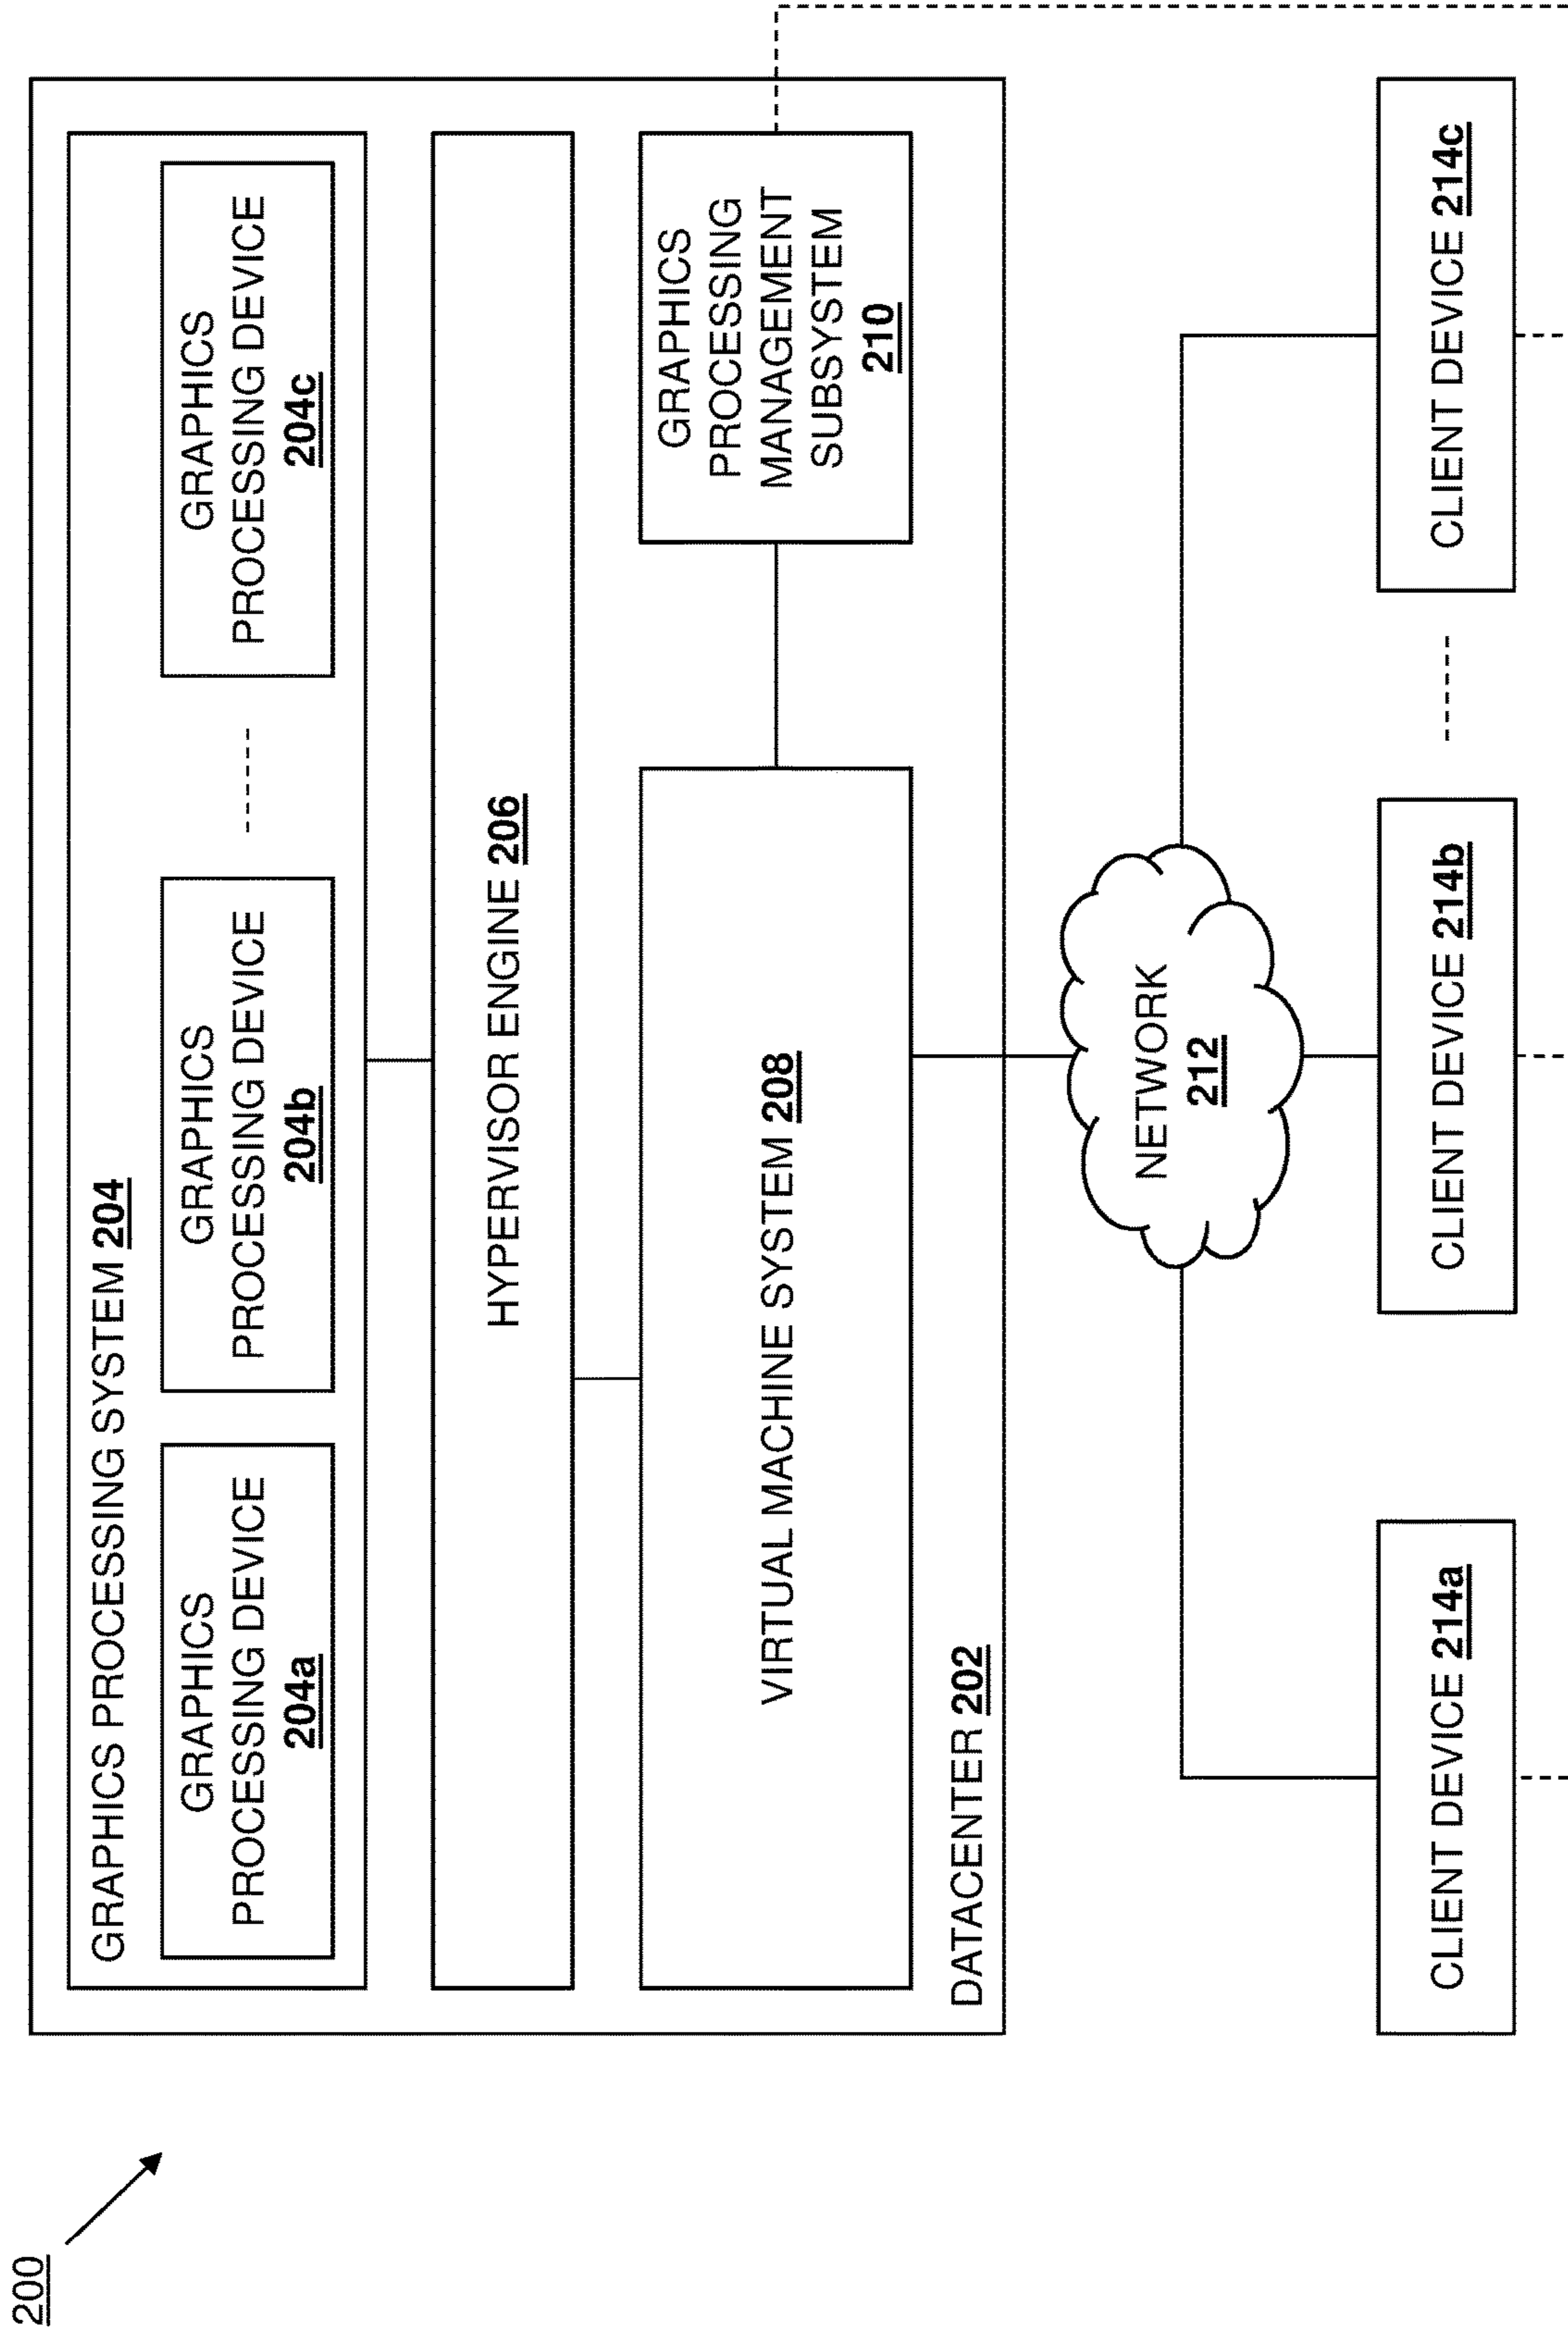 200
GRAPHICS PROCESSING SYSTEM 204
GRAPHICS
PROCESSING DEVICE
204a
GRAPHICS
PROCESSING DEVICE
204b
GRAPHICS
PROCESSING DEVICE
204c
HYPERVISOR ENGINE 206
VIRTUAL MACHINE SYSTEM 208
GRAPHICS
PROCESSING
MANAGEMENT
SUBSYSTEM
210
DATACENTER 202
NETWORK
212
CLIENT DEVICE 214a
CLIENT DEVICE 214b
CLIENT DEVICE 214c